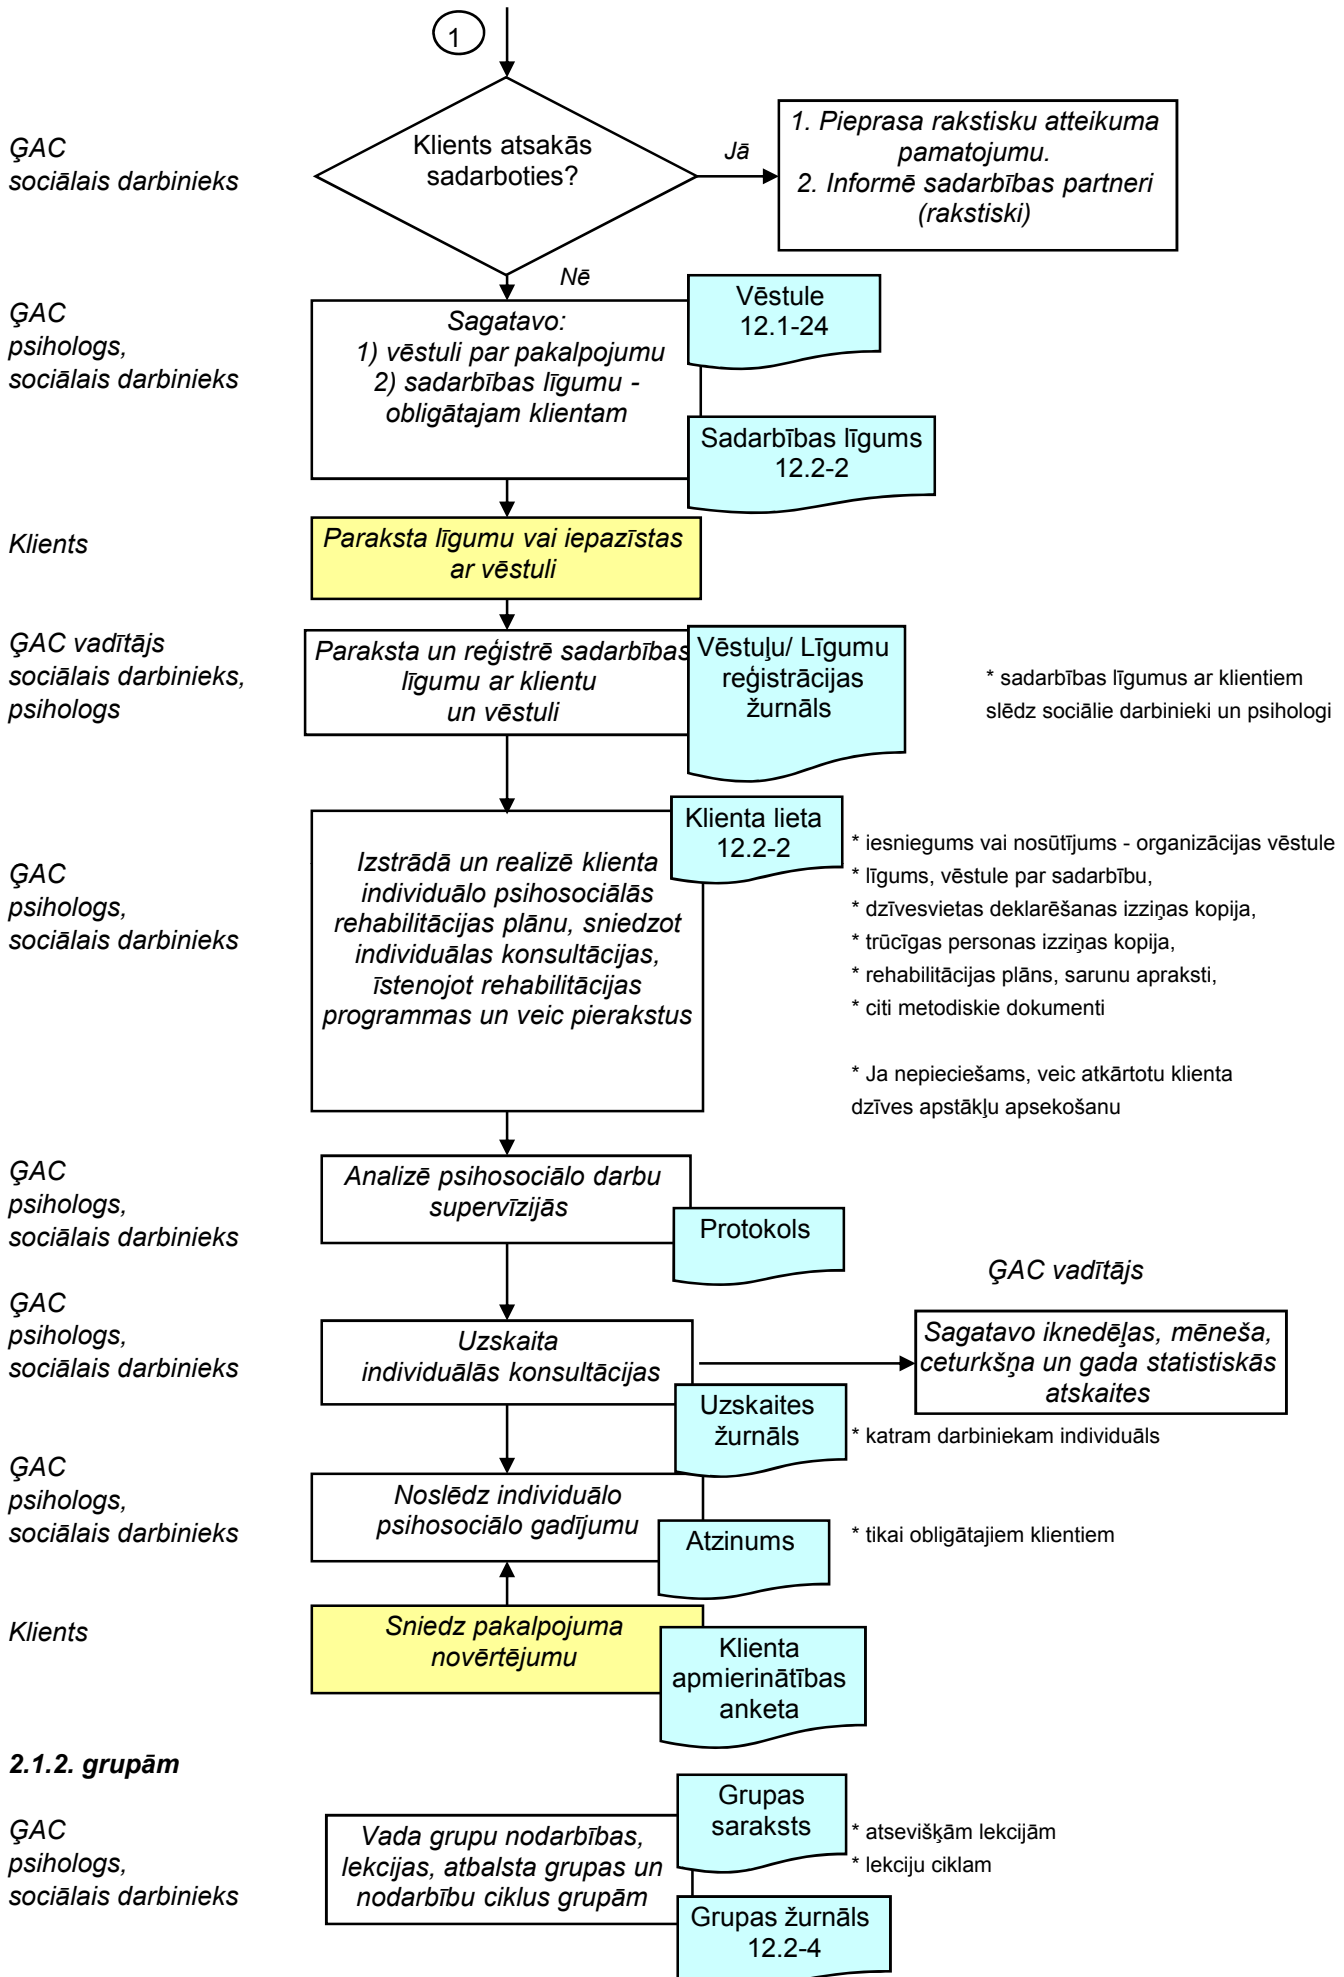 1
ĢAC
sociālais darbinieks
Klients atsakās
sadarboties?
Jā
1. Pieprasa rakstisku atteikuma
pamatojumu.
2. Informē sadarbības partneri
(rakstiski)
Nē
ĢAC
psihologs,
sociālais darbinieks
Sagatavo:
1) vēstuli par pakalpojumu
2) sadarbības līgumu -
obligātajam klientam
Vēstule
12.1-24
Sadarbības līgums
12.2-2
Klients
Paraksta līgumu vai iepazīstas
ar vēstuli
ĢAC vadītājs
sociālais darbinieks,
psihologs
Paraksta un reģistrē sadarbības
līgumu ar klientu
un vēstuli
Vēstuļu/ Līgumu
reģistrācijas
žurnāls
* sadarbības līgumus ar klientiem
slēdz sociālie darbinieki un psihologi
ĢAC
psihologs,
sociālais darbinieks
Izstrādā un realizē klienta
individuālo psihosociālās
rehabilitācijas plānu, sniedzot
individuālas konsultācijas,
īstenojot rehabilitācijas
programmas un veic pierakstus
Klienta lieta
12.2-2
* iesniegums vai nosūtījums - organizācijas vēstule
* līgums, vēstule par sadarbību,
* dzīvesvietas deklarēšanas izziņas kopija,
* trūcīgas personas izziņas kopija,
* rehabilitācijas plāns, sarunu apraksti,
* citi metodiskie dokumenti
* Ja nepieciešams, veic atkārtotu klienta
dzīves apstākļu apsekošanu
ĢAC
psihologs,
sociālais darbinieks
Analizē psihosociālo darbu
supervīzijās
Protokols
ĢAC
psihologs,
sociālais darbinieks
Uzskaita
individuālās konsultācijas
ĢAC vadītājs
Sagatavo iknedēļas, mēneša,
ceturkšņa un gada statistiskās
atskaites
Uzskaites
žurnāls
* katram darbiniekam individuāls
ĢAC
psihologs,
sociālais darbinieks
Noslēdz individuālo
psihosociālo gadījumu
Atzinums
* tikai obligātajiem klientiem
Klients
Sniedz pakalpojuma
novērtējumu
Klienta
apmierinātības
anketa
2.1.2. grupām
ĢAC
psihologs,
sociālais darbinieks
Vada grupu nodarbības,
lekcijas, atbalsta grupas un
nodarbību ciklus grupām
Grupas
saraksts
* atsevišķām lekcijām
* lekciju ciklam
Grupas žurnāls
12.2-4